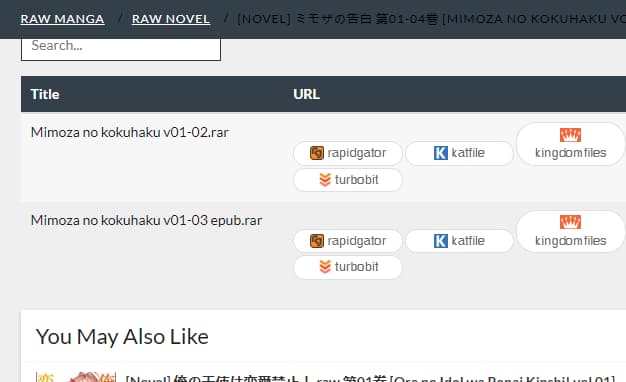 RAW MANGA / RAW NOVEL / [NOVEL] ミモザの告白 第01-04巻 [MIMOZA NO KOKUHAKU VO
Search...
Title URL
Mimoza no kokuhaku v01-02.rar
rapidgator katfile kingdomfiles
turbobit
Mimoza no kokuhaku v01-03 epub.rar
rapidgator katfile kingdomfiles
turbobit
You May Also Like
[Novel] 俺の天使は恋愛禁止！ raw 第01巻 [Ore no Idol wa Renai Kinshi! vol 01]